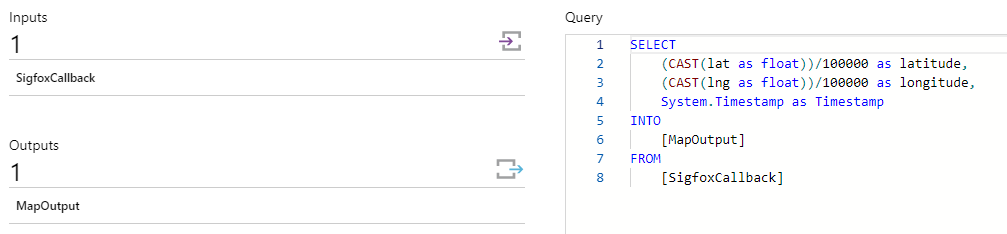 Inputs
1
SigfoxCallback
Outputs
1
MapOutput
Query
1 SELECT
2 (CAST(lat as float))/100000 as latitude,
3 (CAST(lng as float))/100000 as longitude,
4 System.Timestamp as Timestamp
5 INTO
6 [MapOutput]
7 FROM
8 [SigfoxCallback]